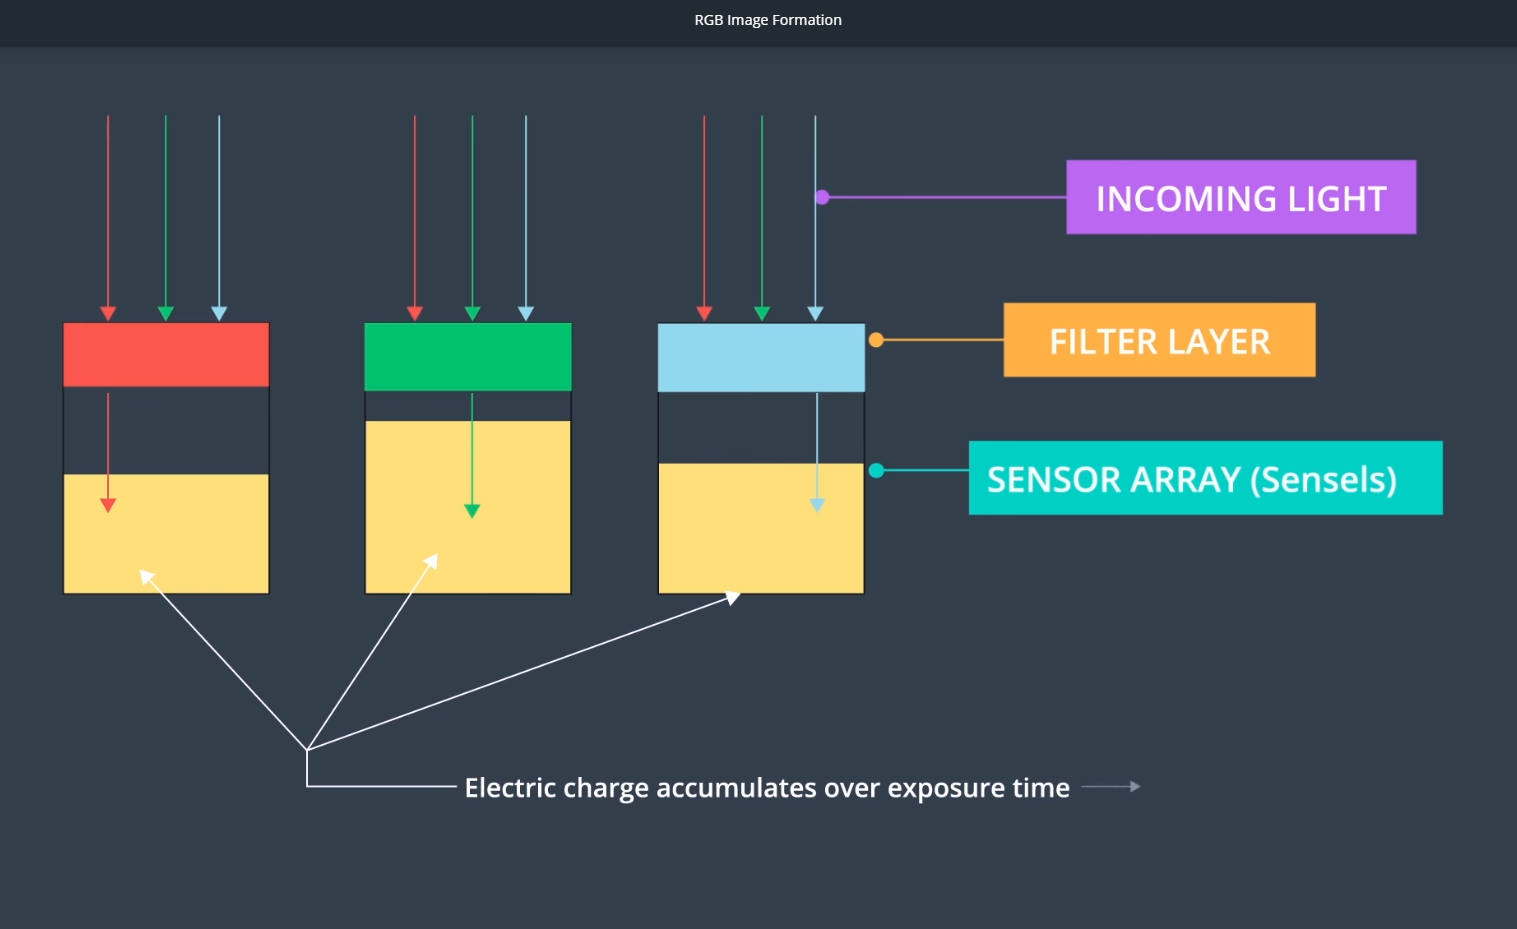 RGB Image Formation
INCOMING LIGHT
FILTER LAYER
SENSOR ARRAY (Sensels)
Electric charge accumulates over exposure time